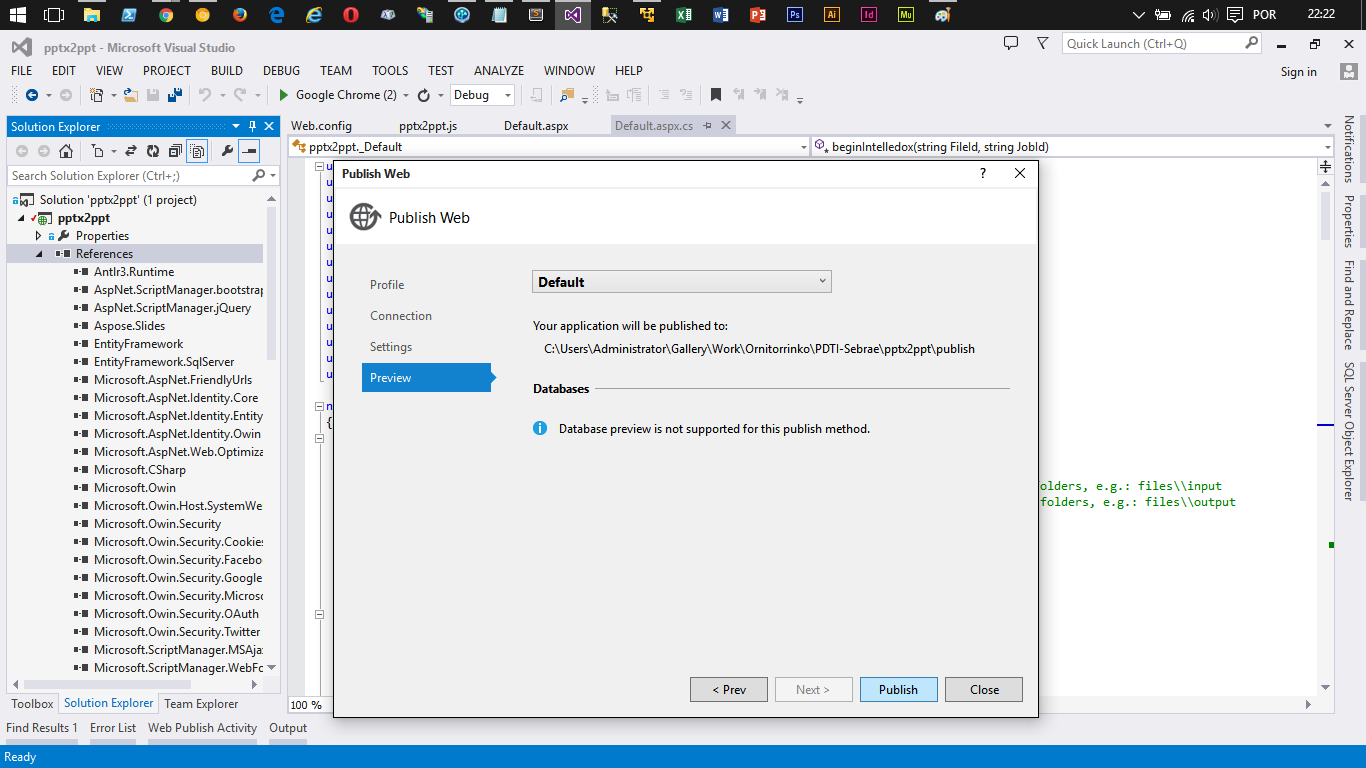 POR
22:22
pptx2ppt - Microsoft Visual Studio
Quick Launch (Ctrl+Q)
FILE EDIT VIEW PROJECT BUILD DEBUG TEAM TOOLS TEST ANALYZE WINDOW HELP
Sign in
Google Chrome (2)
Debug
Solution Explorer
Web.config
pptx2ppt.js
Default.aspx
Default.aspx.cs
pptx2ppt._Default
beginIntelledox(string FileId, string JobId)
Search Solution Explorer (Ctrl+;)
Solution 'pptx2ppt' (1 project)
pptx2ppt
Properties
References
Antlr3.Runtime
AspNet.ScriptManager.bootstrap
AspNet.ScriptManager.jQuery
Aspose.Slides
EntityFramework
EntityFramework.SqlServer
Microsoft.AspNet.FriendlyUrls
Microsoft.AspNet.Identity.Core
Microsoft.AspNet.Identity.Entity
Microsoft.AspNet.Identity.Owin
Microsoft.AspNet.Web.Optimiza
Microsoft.CSharp
Microsoft.Owin
Microsoft.Owin.Host.SystemWe
Microsoft.Owin.Security
Microsoft.Owin.Security.Cookies
Microsoft.Owin.Security.Facebo
Microsoft.Owin.Security.Google
Microsoft.Owin.Security.Microso
Microsoft.Owin.Security.OAuth
Microsoft.Owin.Security.Twitter
Microsoft.ScriptManager.MSAja
Microsoft.ScriptManager.WebFo
Toolbox
Solution Explorer
Team Explorer
Publish Web
?
Publish Web
Profile
Connection
Settings
Preview
Default
Your application will be published to:
C:\Users\Administrator\Gallery\Work\Ornitorrinko\PDTI-Sebrae\pptx2ppt\publish
Databases
Database preview is not supported for this publish method.
< Prev
Next >
Publish
Close
folders, e.g.: files\\input
folders, e.g.: files\\output
100 %
Notifications
Properties
Find and Replace
SQL Server Object Explorer
Find Results 1
Error List
Web Publish Activity
Output
Ready